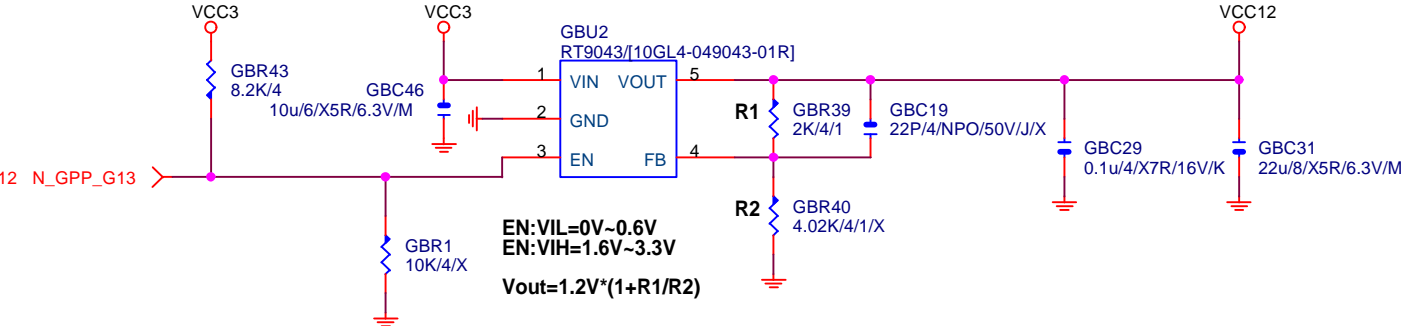 VCC3
VCC3
VCC12
GBU2
RT9043/[10GL4-049043-01R]
GBR43
8.2K/4
GBC46
10u/6/X5R/6.3V/M
1
VIN
VOUT
5
2
GND
3
EN
FB
4
R1
GBR39
2K/4/1
GBC19
22P/4/NPO/50V/J/X
GBC29
0.1u/4/X7R/16V/K
GBC31
22u/8/X5R/6.3V/M
12 N_GPP_G13
R2
GBR40
4.02K/4/1/X
GBR1
10K/4/X
EN:VIL=0V~0.6V
EN:VIH=1.6V~3.3V
Vout=1.2V*(1+R1/R2)